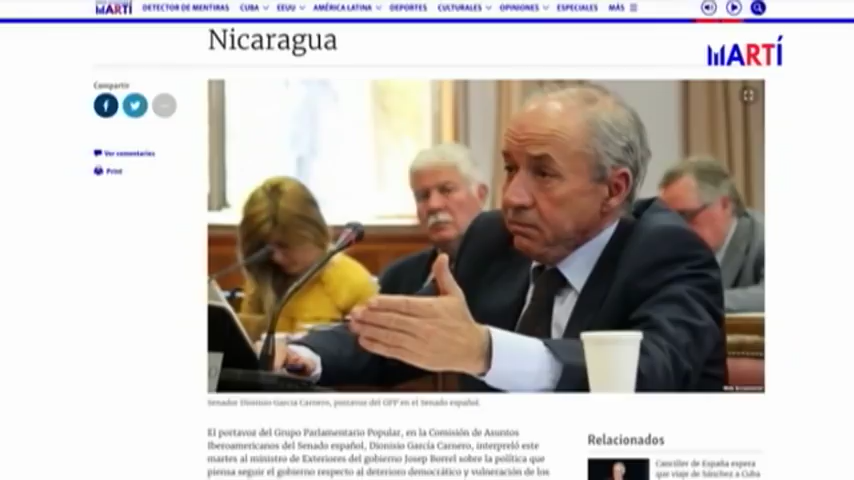 MARTÍ DETECTOR DE MENTIRAS CUBA EEUU AMÉRICA LATINA DEPORTES CULTURALES OPINIONES ESPECIALES MÁS
MARTÍ
Nicaragua
Compartir
Ver comentarios
Print
Senador Dionisio García Carnero, portavoz del GPP en el Senado español.
El portavoz del Grupo Parlamentario Popular, en la Comisión de Asuntos
Iberoamericanos del Senado español, Dionisio García Carnero, interpeló este
martes al ministro de Exteriores del gobierno Josep Borrel sobre la política que
piensa seguir el gobierno respecto al deterioro democrático y vulneración de los
Relacionados
Canciller de España espera
que viaje de Sánchez a Cuba